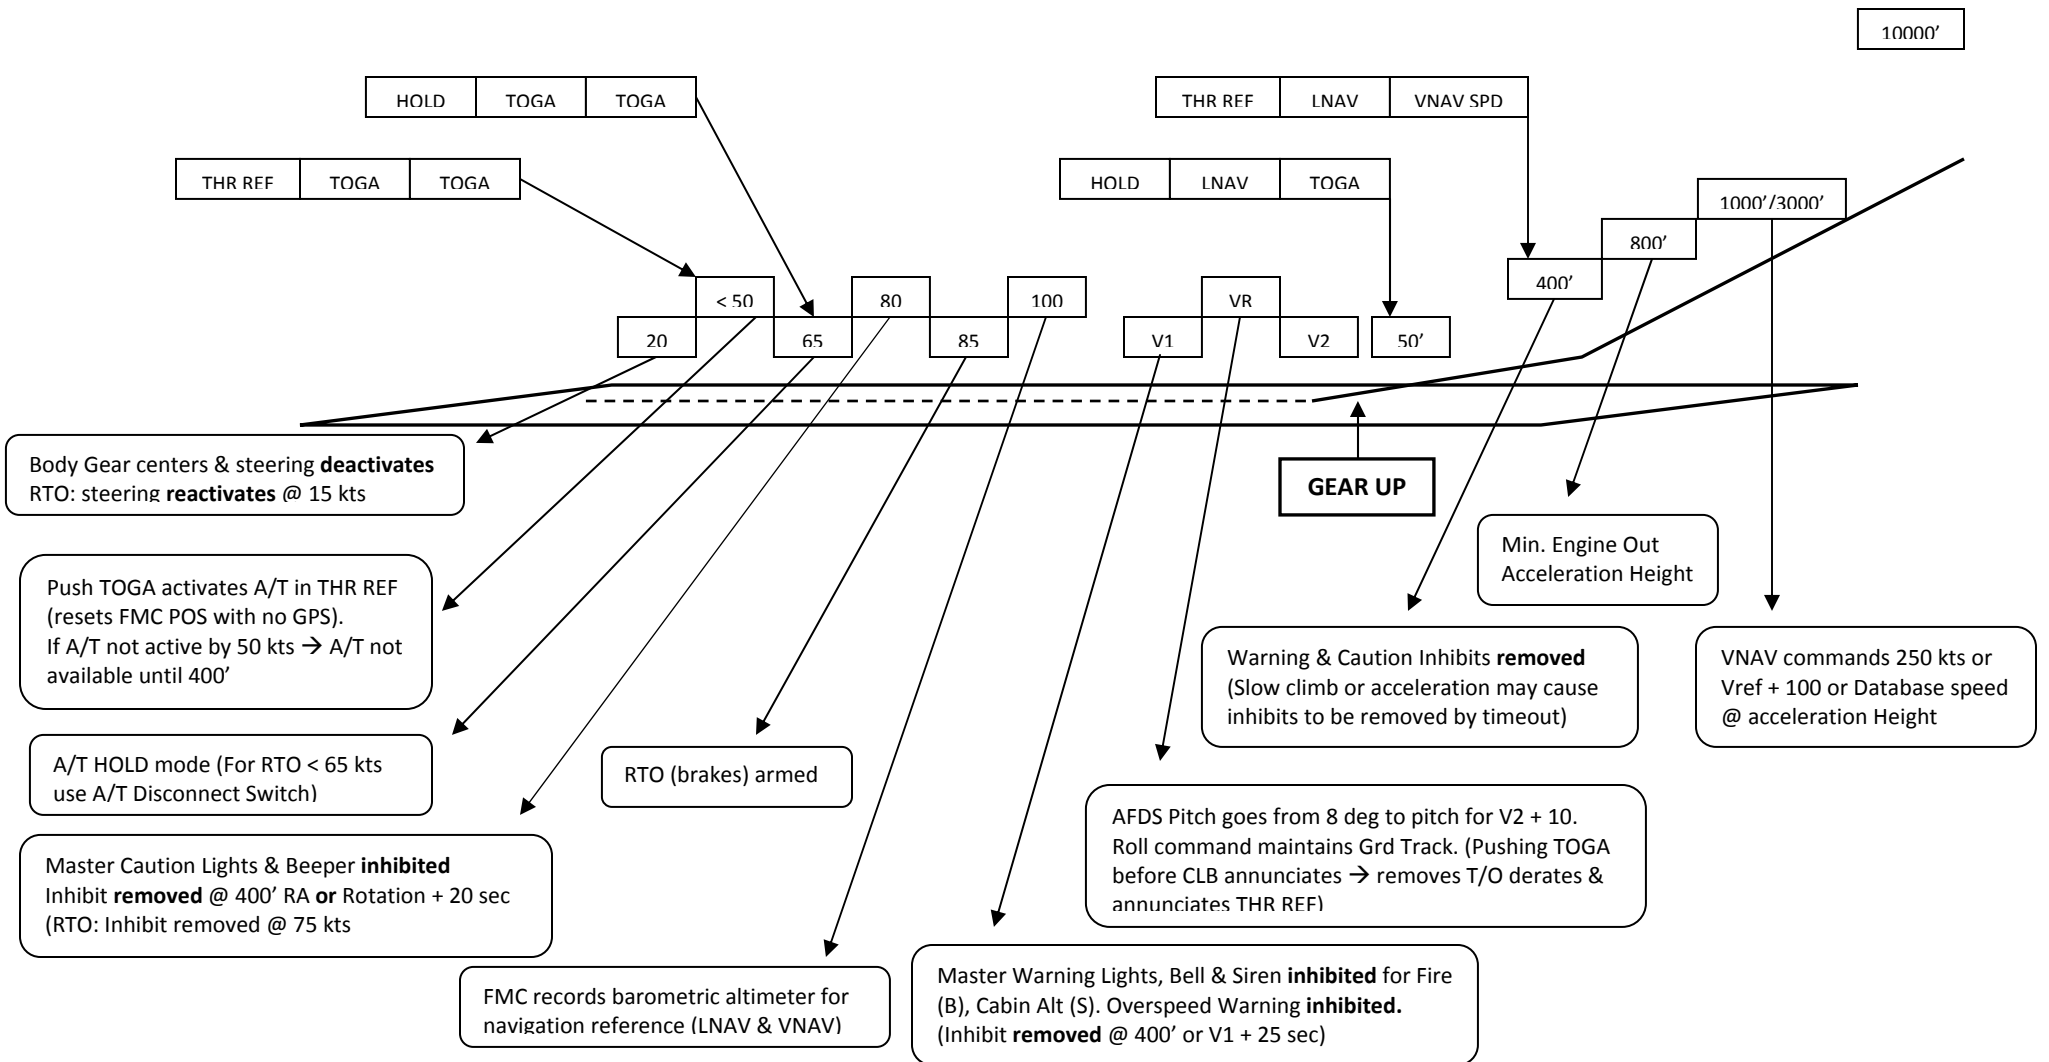 10000’
HOLD TOGA TOGA
THR REF LNAV VNAV SPD
THR REF TOGA TOGA
HOLD LNAV TOGA
1000’/3000’
800’
400’
< 50
80
100
VR
20
65
85
V1
V2
50’
Body Gear centers & steering deactivates
RTO: steering reactivates @ 15 kts
GEAR UP
Min. Engine Out
Acceleration Height
Push TOGA activates A/T in THR REF
(resets FMC POS with no GPS).
If A/T not active by 50 kts → A/T not
available until 400’
Warning & Caution Inhibits removed
(Slow climb or acceleration may cause
inhibits to be removed by timeout)
VNAV commands 250 kts or
Vref + 100 or Database speed
@ acceleration Height
A/T HOLD mode (For RTO < 65 kts
use A/T Disconnect Switch)
RTO (brakes) armed
AFDS Pitch goes from 8 deg to pitch for V2 + 10.
Roll command maintains Grd Track. (Pushing TOGA
before CLB annunciates → removes T/O derates &
annunciates THR REF)
Master Caution Lights & Beeper inhibited
Inhibit removed @ 400’ RA or Rotation + 20 sec
(RTO: Inhibit removed @ 75 kts
FMC records barometric altimeter for
navigation reference (LNAV & VNAV)
Master Warning Lights, Bell & Siren inhibited for Fire
(B), Cabin Alt (S). Overspeed Warning inhibited.
(Inhibit removed @ 400’ or V1 + 25 sec)